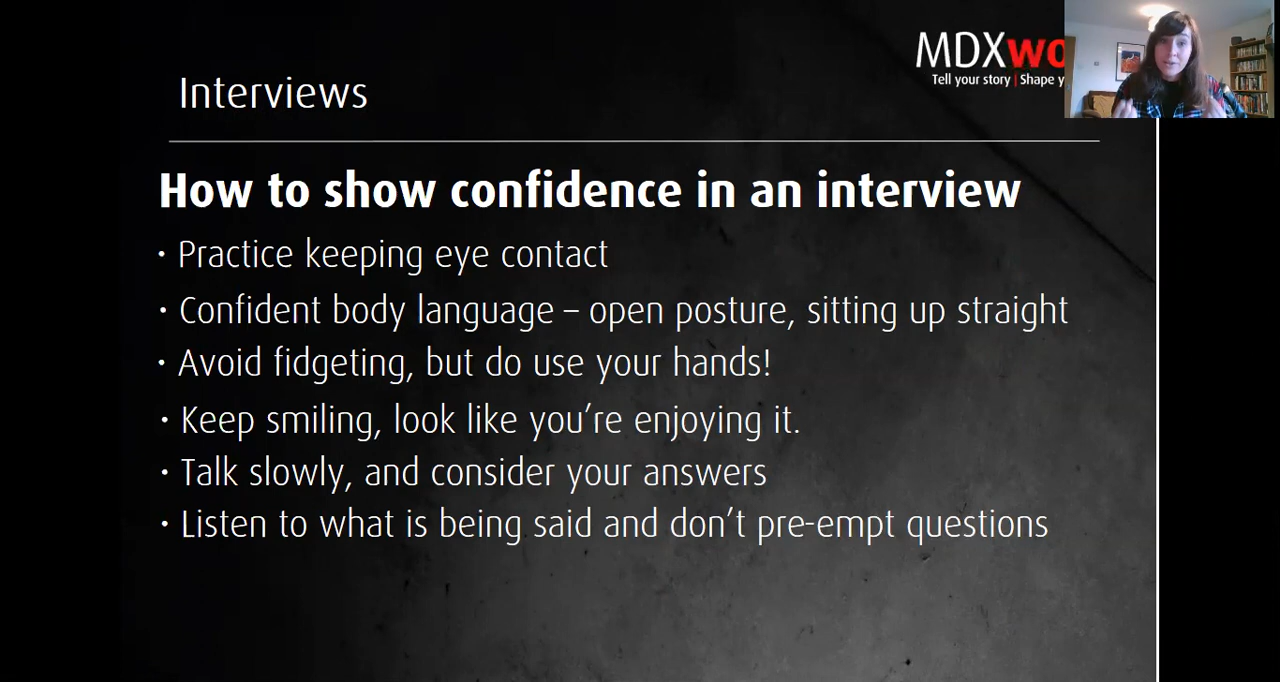 Interviews
MDXwo
Tell your story | Shape y
How to show confidence in an interview
• Practice keeping eye contact
• Confident body language – open posture, sitting up straight
• Avoid fidgeting, but do use your hands!
• Keep smiling, look like you’re enjoying it.
• Talk slowly, and consider your answers
• Listen to what is being said and don’t pre-empt questions